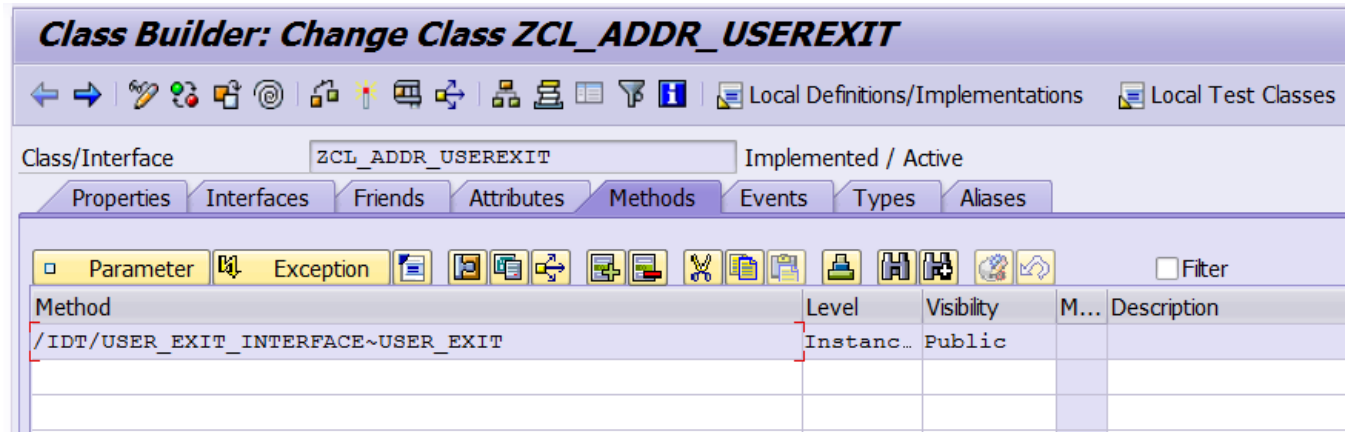 Class Builder: Change Class ZCL_ADDR_USEREXIT
Local Definitions/Implementations Local Test Classes
Class/Interface ZCL_ADDR_USEREXIT Implemented / Active
Properties Interfaces Friends Attributes Methods Events Types Aliases
Parameter Exception Filter
Method Level Visibility M... Description
/IDT/USER_EXIT_INTERFACE~USER_EXIT Instanc... Public